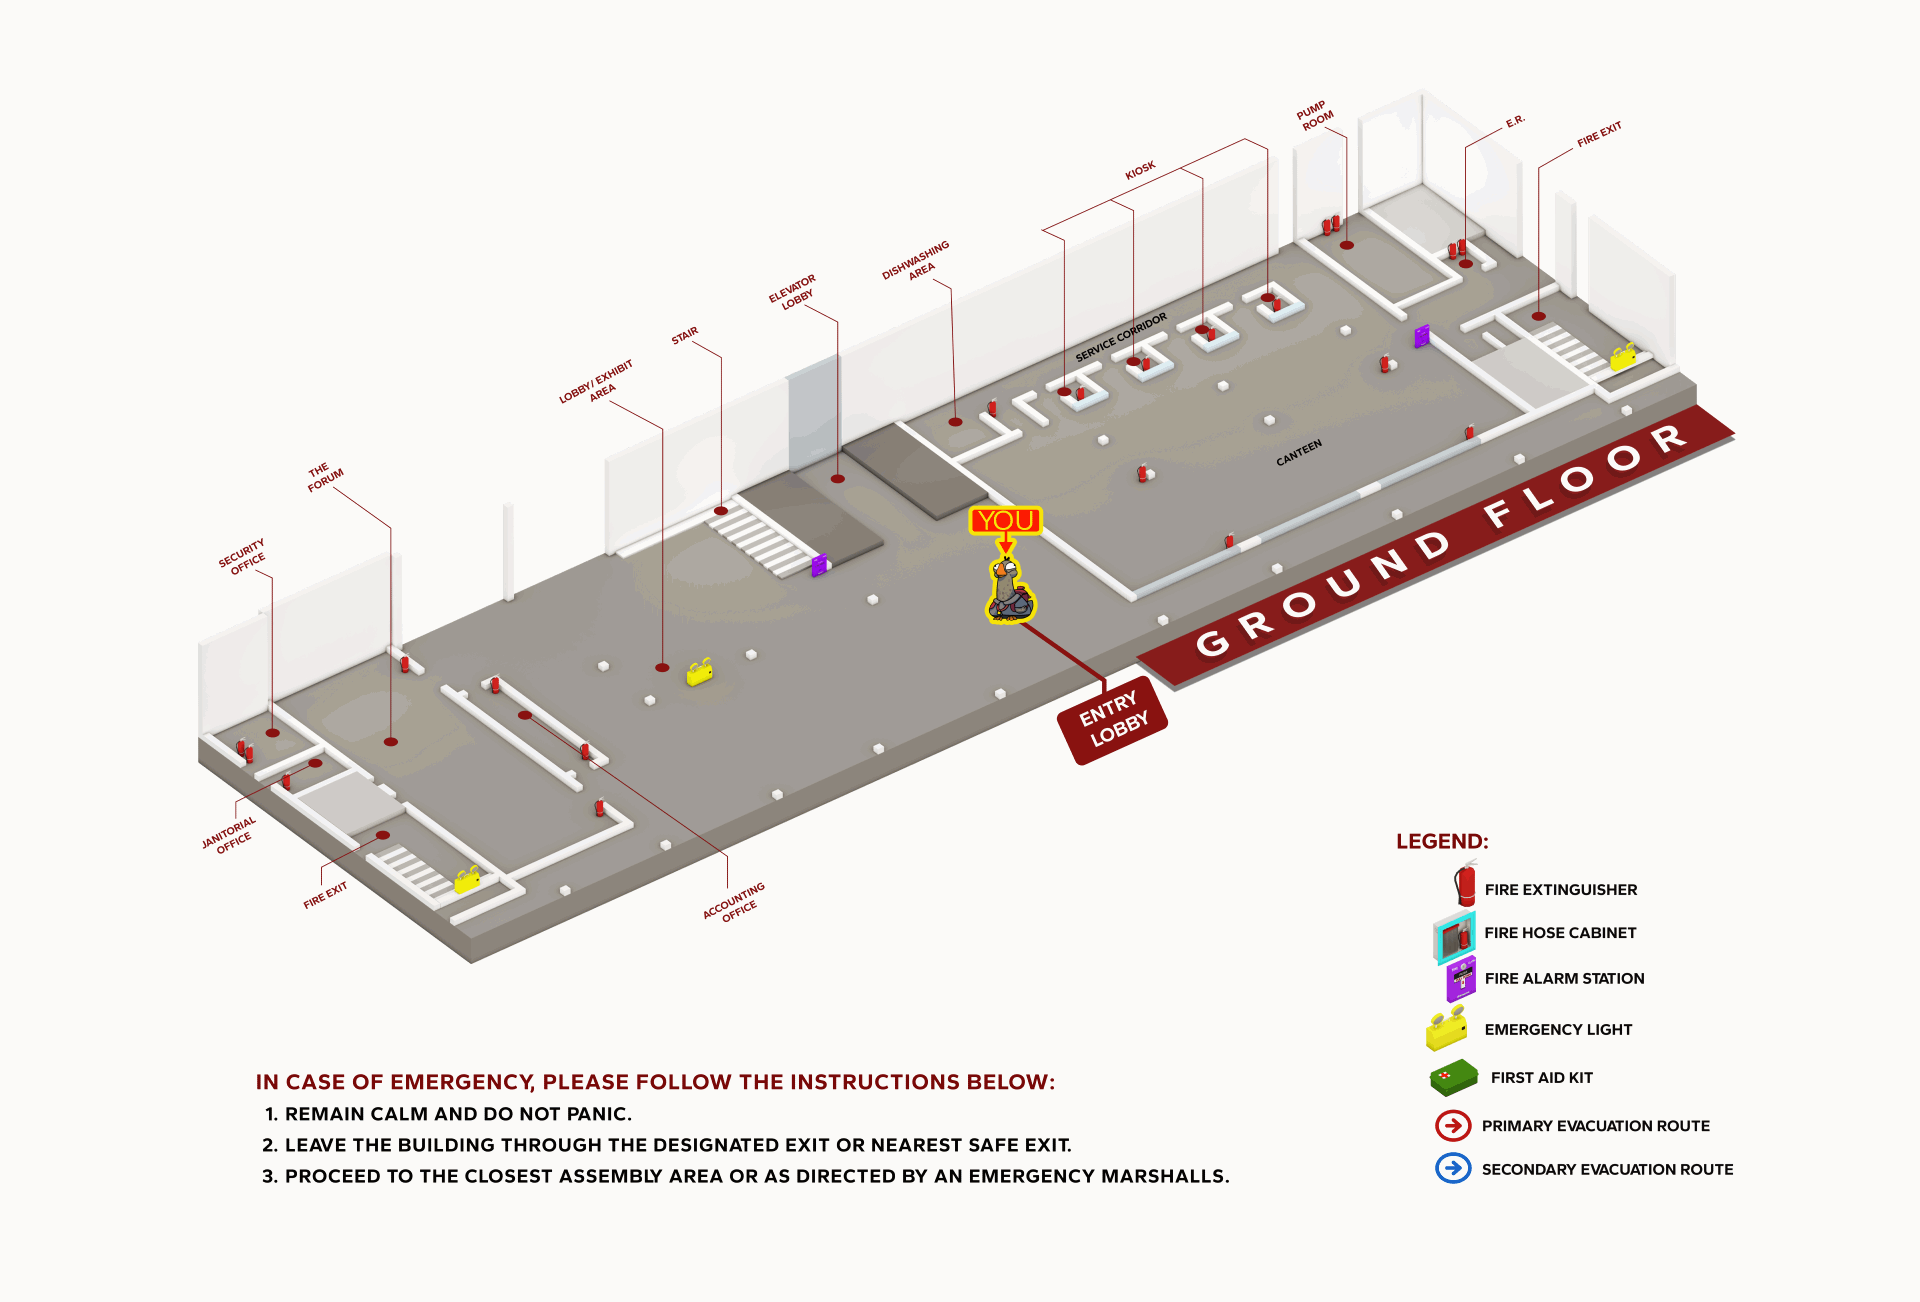 PUMP
ROOM
E.R.
FIRE EXIT
KIOSK
DISHWASHING
AREA
ELEVATOR
LOBBY
SERVICE CORRIDOR
STAIR
LOBBY/ EXHIBIT
AREA
CANTEEN
THE
FORUM
YOU
SECURITY
OFFICE
GROUND FLOOR
ENTRY
LOBBY
JANITORIAL
OFFICE
FIRE EXIT
ACCOUNTING
OFFICE
LEGEND:
FIRE EXTINGUISHER
FIRE HOSE CABINET
FIRE ALARM STATION
EMERGENCY LIGHT
FIRST AID KIT
PRIMARY EVACUATION ROUTE
SECONDARY EVACUATION ROUTE
IN CASE OF EMERGENCY, PLEASE FOLLOW THE INSTRUCTIONS BELOW:
1. REMAIN CALM AND DO NOT PANIC.
2. LEAVE THE BUILDING THROUGH THE DESIGNATED EXIT OR NEAREST SAFE EXIT.
3. PROCEED TO THE CLOSEST ASSEMBLY AREA OR AS DIRECTED BY AN EMERGENCY MARSHALLS.